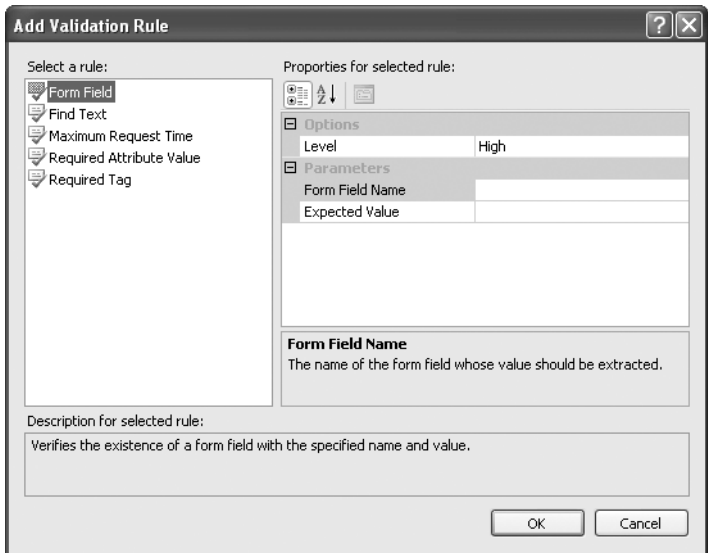 Add Validation Rule
Select a rule:
Form Field
Find Text
Maximum Request Time
Required Attribute Value
Required Tag
Properties for selected rule:
Options
Level High
Parameters
Form Field Name
Expected Value
Form Field Name
The name of the form field whose value should be extracted.
Description for selected rule:
Verifies the existence of a form field with the specified name and value.
OK Cancel